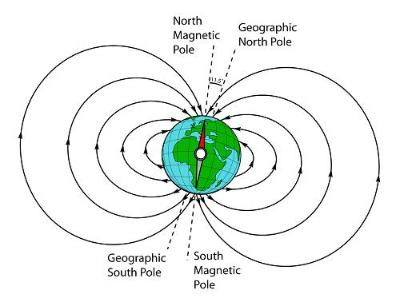 North
Magnetic
Pole
Geographic
North Pole
11.5°
Geographic
South Pole
South
Magnetic
Pole